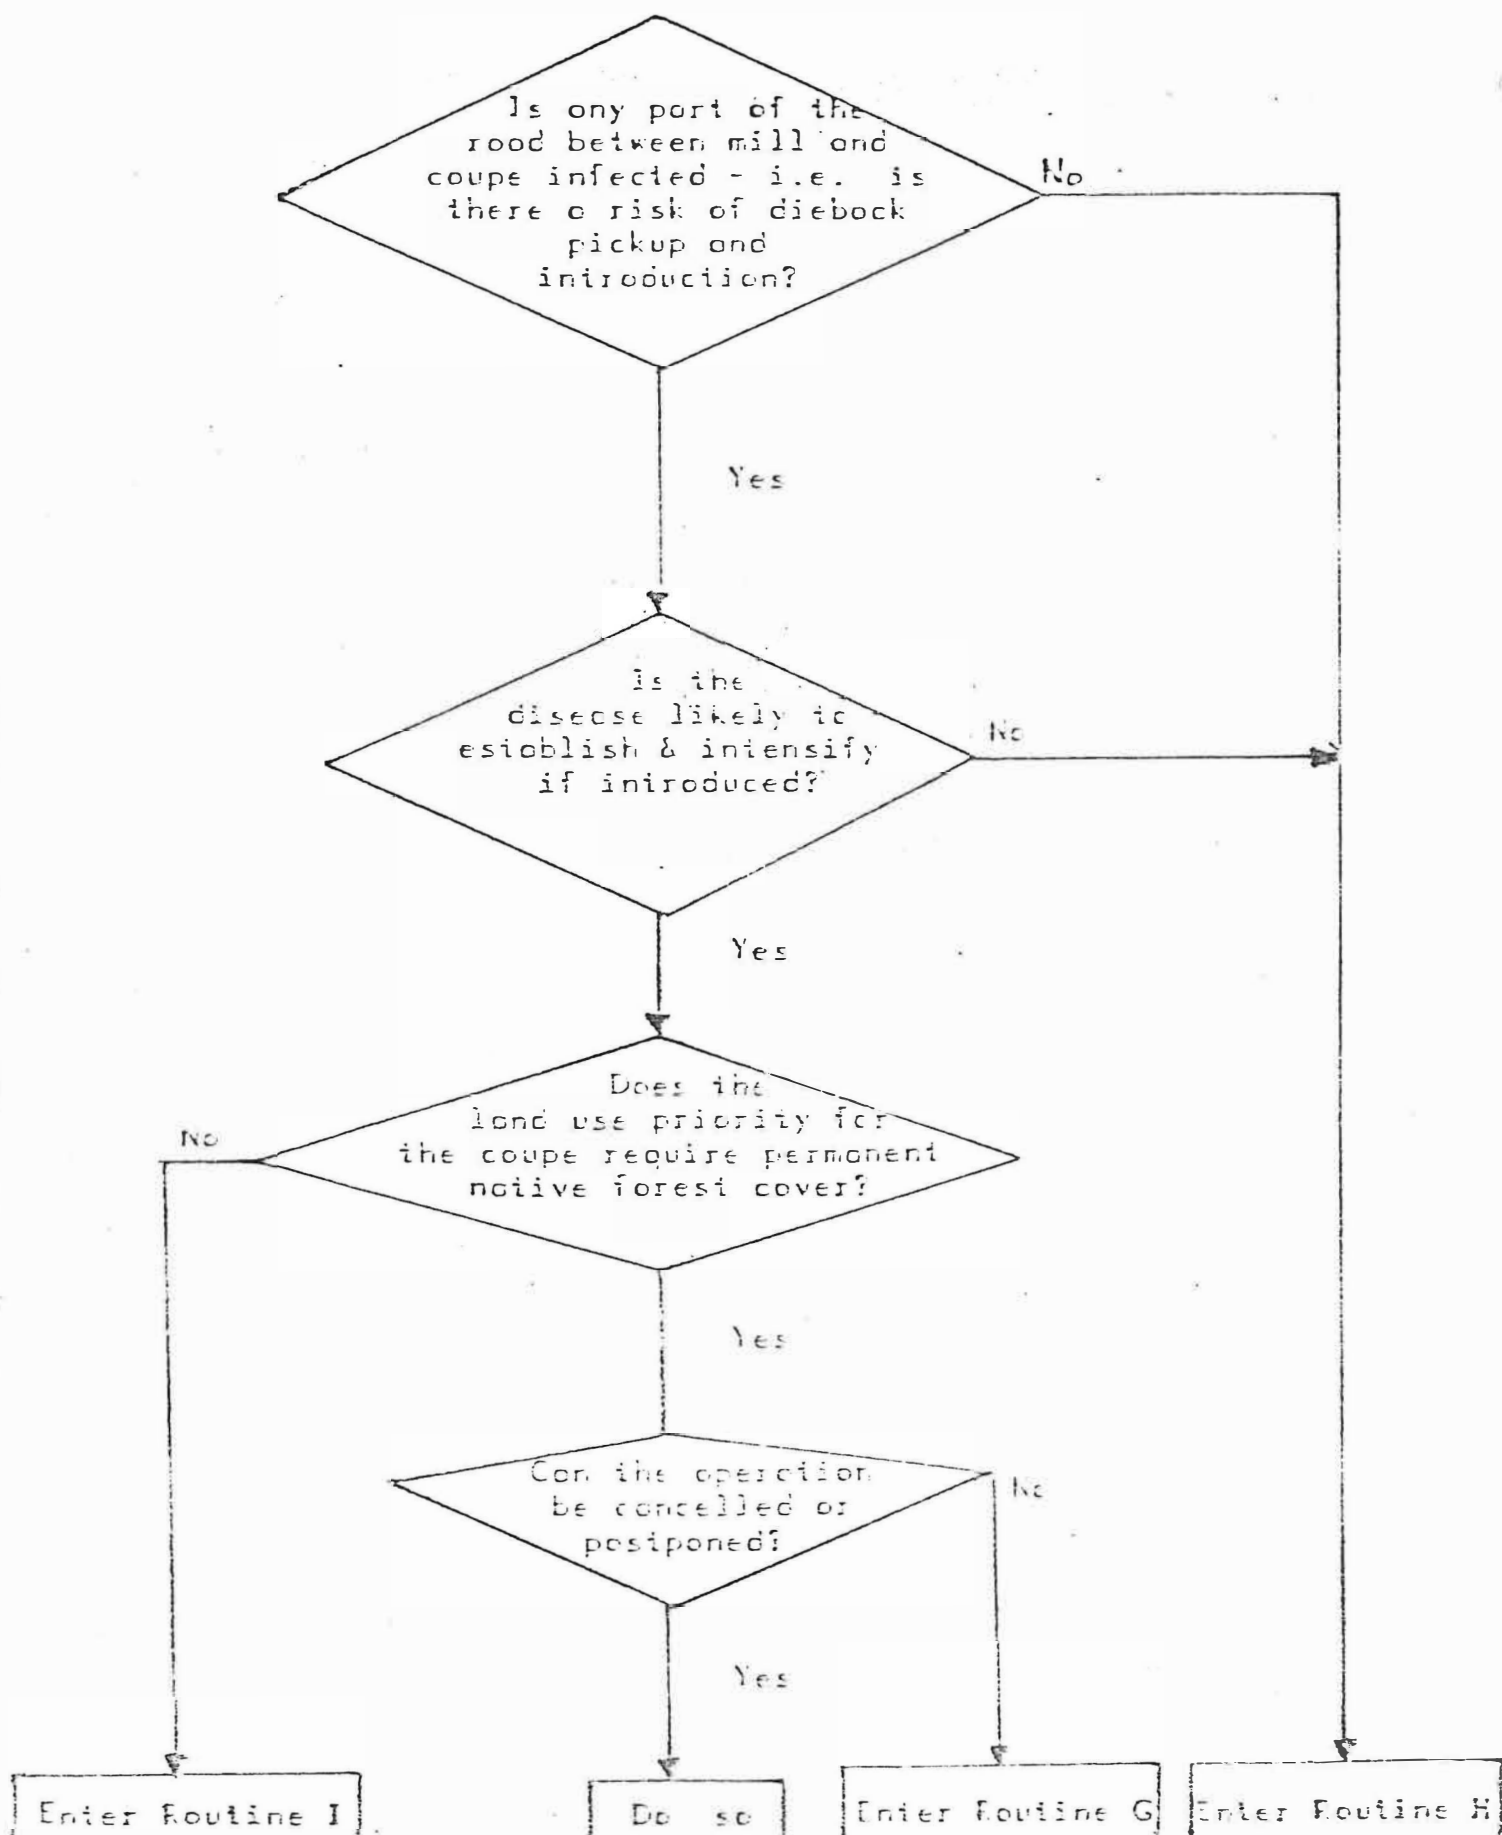 Is any part of the
road between mill and
coupe infected - i.e. is
there a risk of dieback
pickup and
introduction?
No
Yes
Is the
disease likely to
establish & intensify
if introduced?
No
Yes
Does the
land use priority for
the coupe require permanent
native forest cover?
No
Yes
Can the operation
be cancelled or
postponed?
No
Yes
Enter Routine I
Do so
Enter Routine G
Enter Routine H